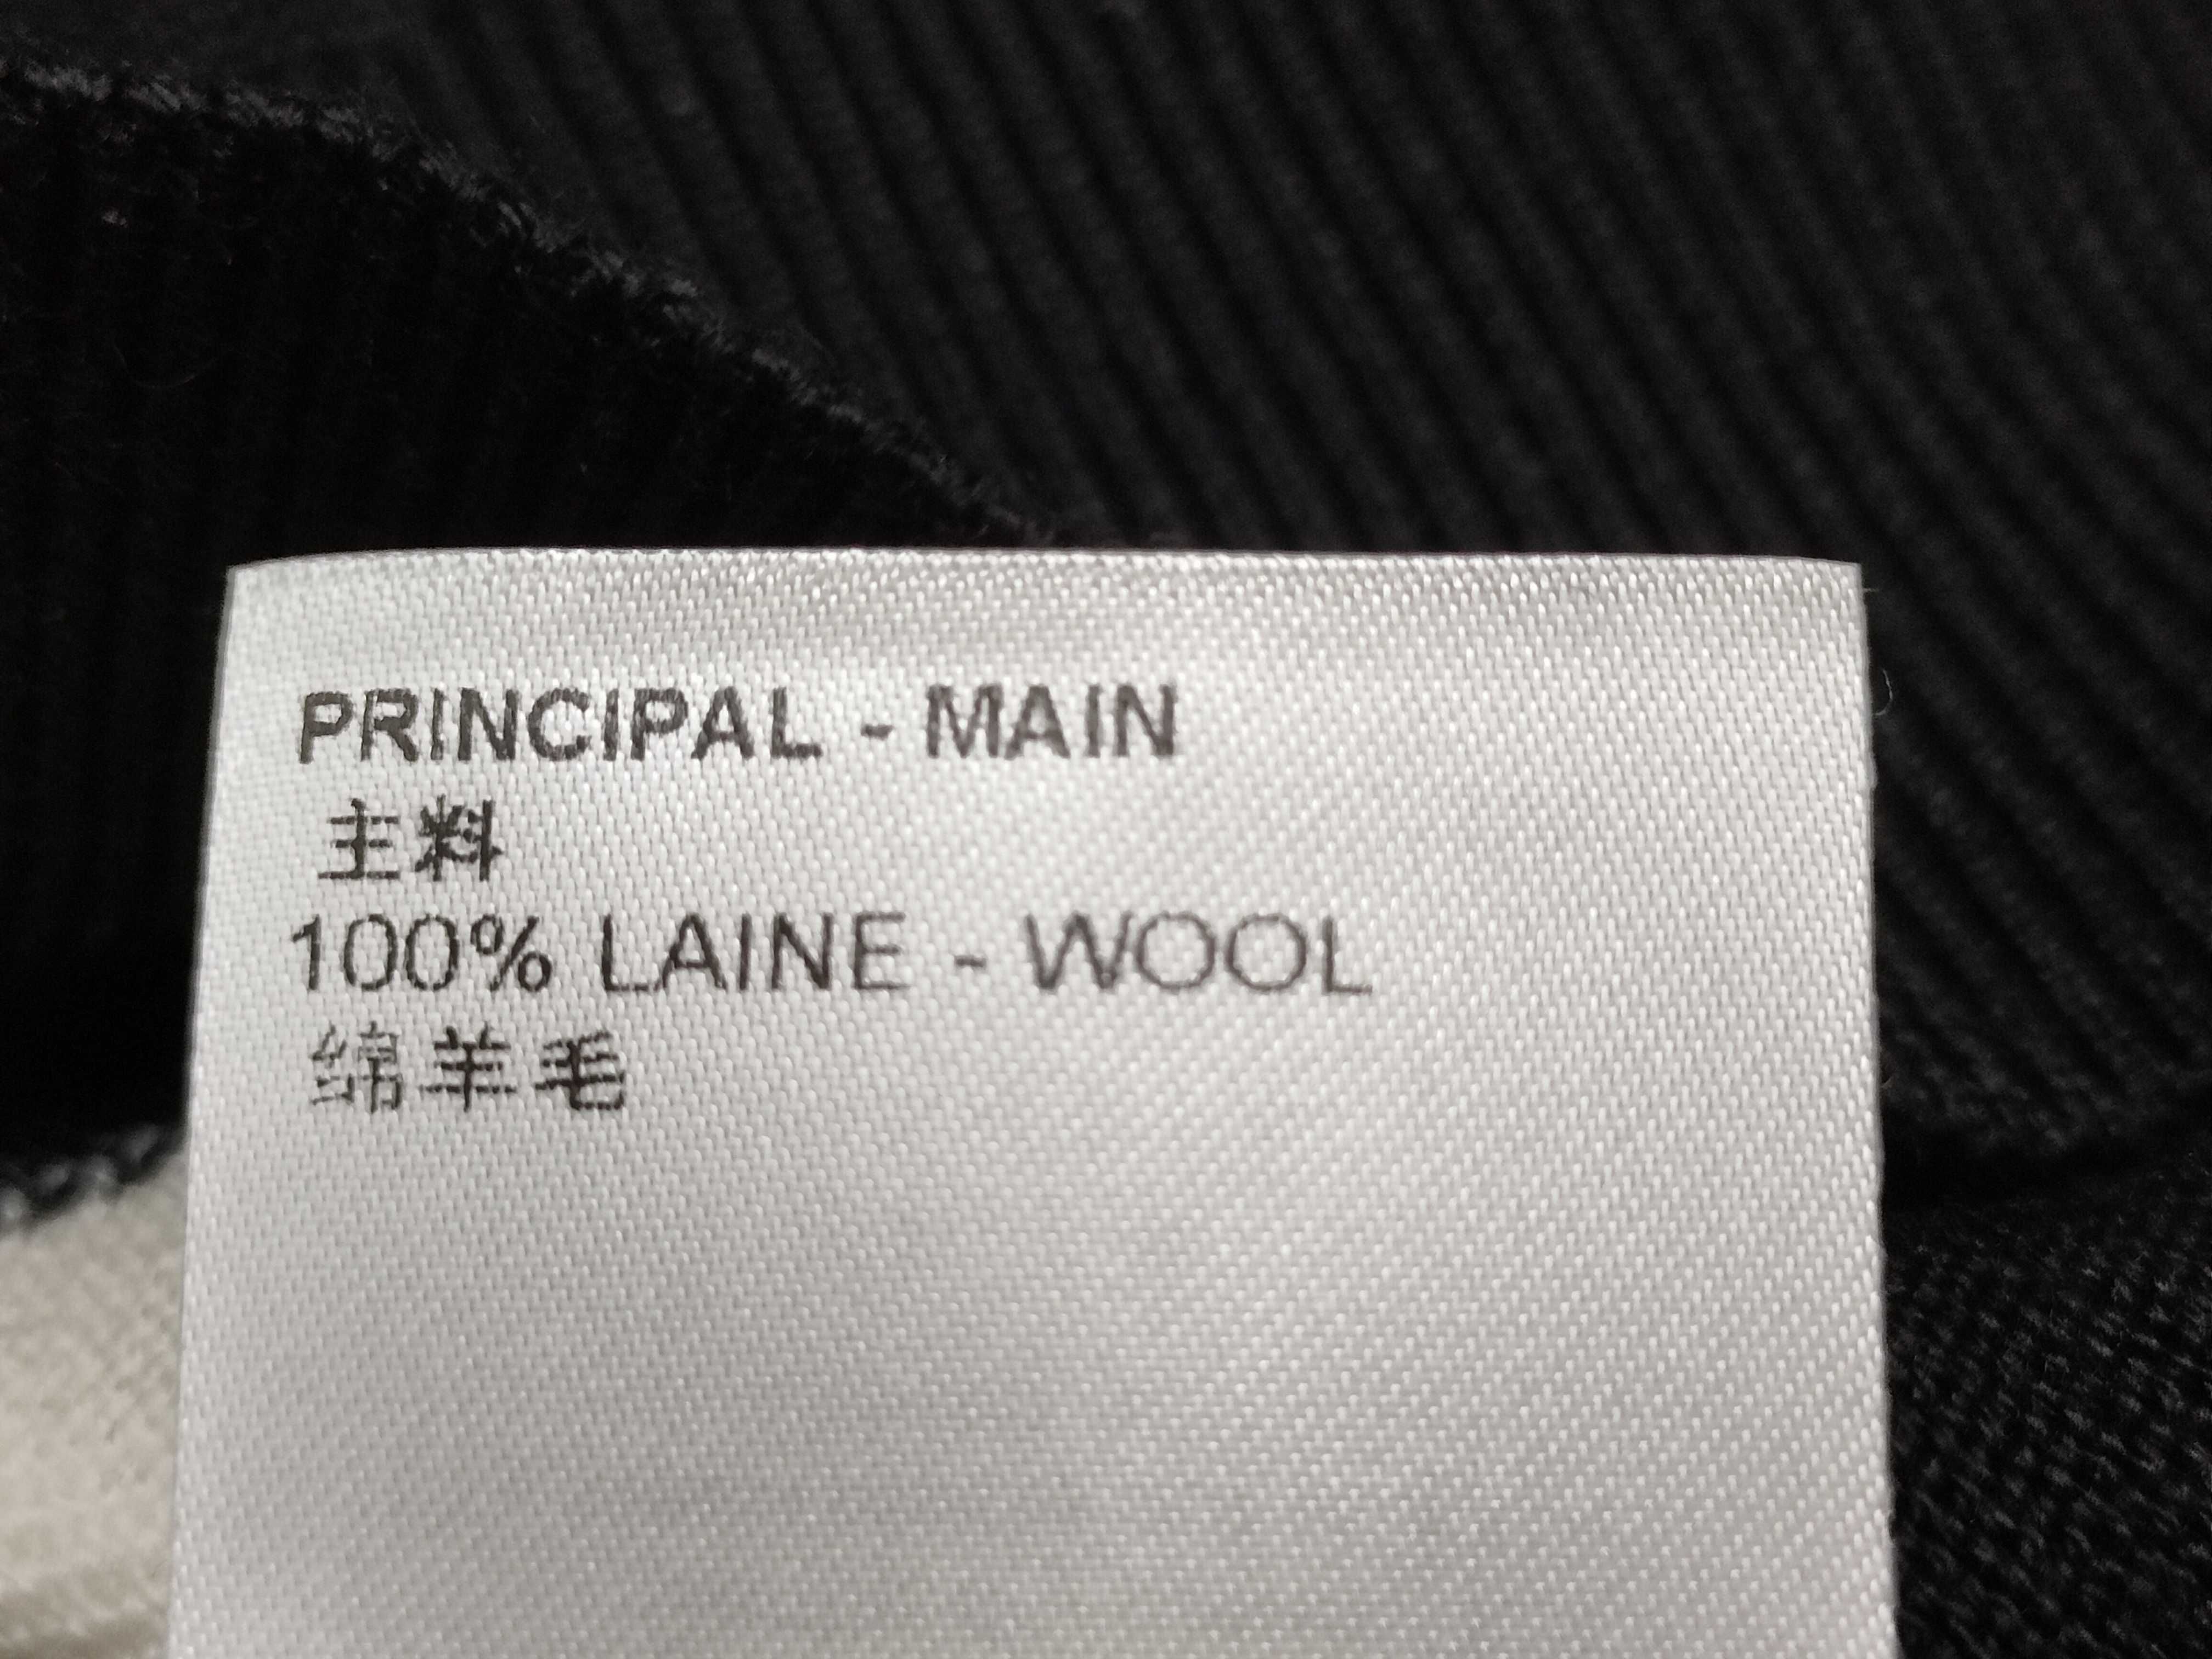 PRINCIPAL - MAIN
主料
100% LAINE - WOOL
绵羊毛